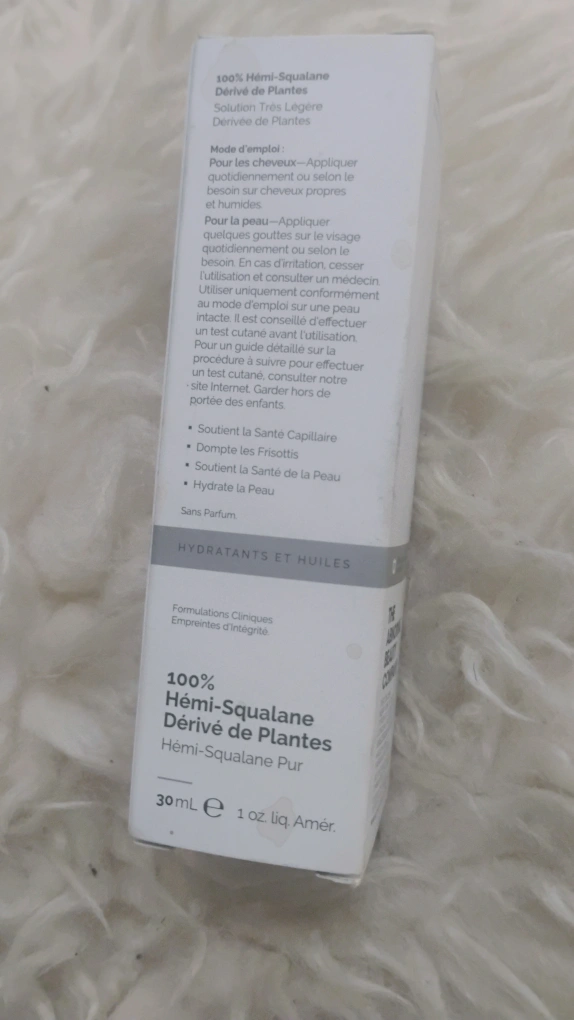 100% Hémi-Squalane
Dérivé de Plantes
Solution Très Légère
Dérivée de Plantes
Mode d'emploi :
Pour les cheveux—Appliquer
quotidiennement ou selon le
besoin sur cheveux propres
et humides.
Pour la peau—Appliquer
quelques gouttes sur le visage
quotidiennement ou selon le
besoin. En cas d'irritation, cesser
l'utilisation et consulter un médecin.
Utiliser uniquement conformément
au mode d'emploi sur une peau
intacte. Il est conseillé d'effectuer
un test cutané avant l'utilisation.
Pour un guide détaillé sur la
procédure à suivre pour effectuer
un test cutané, consulter notre
site Internet. Garder hors de
portée des enfants.
▪ Soutient la Santé Capillaire
▪ Dompte les Frisottis
▪ Soutient la Santé de la Peau
▪ Hydrate la Peau
Sans Parfum.
HYDRATANTS ET HUILES
Formulations Cliniques
Empreintes d'Intégrité.
100%
Hémi-Squalane
Dérivé de Plantes
Hémi-Squalane Pur
30 mL ℮ 1 oz. liq. Amér.
THE